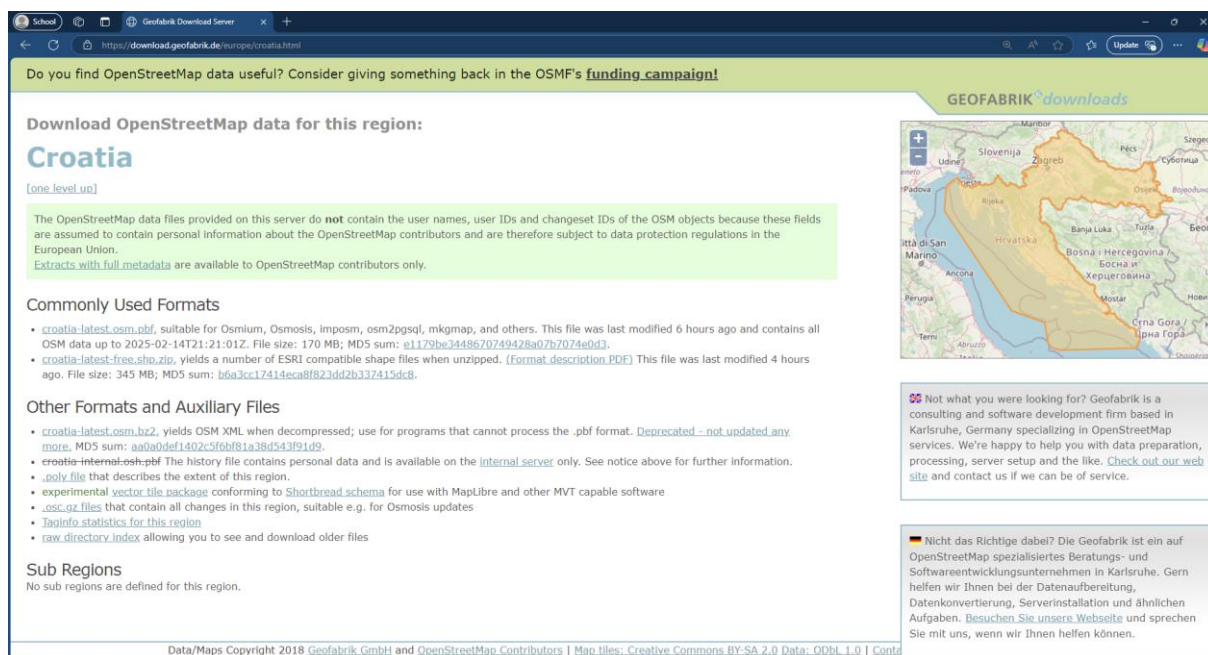 School
Geofabrik Download Server
https://download.geofabrik.de/europe/croatia.html
Update
Do you find OpenStreetMap data useful? Consider giving something back in the OSMF's funding campaign!
GEOFABRIK downloads
Download OpenStreetMap data for this region:
Croatia
[one level up]
The OpenStreetMap data files provided on this server do not contain the user names, user IDs and changeset IDs of the OSM objects because these fields
are assumed to contain personal information about the OpenStreetMap contributors and are therefore subject to data protection regulations in the
European Union.
Extracts with full metadata are available to OpenStreetMap contributors only.
Commonly Used Formats
croatia-latest.osm.pbf, suitable for Osmium, Osmosis, imposm, osm2pgsql, mkgmap, and others. This file was last modified 6 hours ago and contains all
OSM data up to 2025-02-14T21:21:01Z. File size: 170 MB; MD5 sum: e1179be3448670749428a07b7074e0d3.
croatia-latest-free.shp.zip, yields a number of ESRI compatible shape files when unzipped. (Format description PDF) This file was last modified 4 hours
ago. File size: 345 MB; MD5 sum: b6a3cc17414eca8f823dd2b337415dc8.
Other Formats and Auxiliary Files
croatia-latest.osm.bz2, yields OSM XML when decompressed; use for programs that cannot process the .pbf format. Deprecated - not updated any
more. MD5 sum: aa0a0def1402c5f6bf81a38d543f91d9.
croatia-internal.osh.pbf The history file contains personal data and is available on the internal server only. See notice above for further information.
.poly file that describes the extent of this region.
experimental vector tile package conforming to Shortbread schema for use with MapLibre and other MVT capable software
.osc.gz files that contain all changes in this region, suitable e.g. for Osmosis updates
Taginfo statistics for this region
raw directory index allowing you to see and download older files
Sub Regions
No sub regions are defined for this region.
Maribor
Szege
Udine
Slovenija
Zagreb
Pécs
Суботица
Padova
Trieste
Rijeka
Osijek
Војводин
ittà di San
Marino
Hrvatska
Banja Luka
Tuzla
Беог
Bosna i Hercegovina /
Босна и
Херцеговина
Ancona
Perugia
Mostar
Нови
Crna Gora /
Црна Гора
Terni
Abruzzo
Not what you were looking for? Geofabrik is a
consulting and software development firm based in
Karlsruhe, Germany specializing in OpenStreetMap
services. We're happy to help you with data preparation,
processing, server setup and the like. Check out our web
site and contact us if we can be of service.
Nicht das Richtige dabei? Die Geofabrik ist ein auf
OpenStreetMap spezialisiertes Beratungs- und
Softwareentwicklungsunternehmen in Karlsruhe. Gern
helfen wir Ihnen bei der Datenaufbereitung,
Datenkonvertierung, Serverinstallation und ähnlichen
Aufgaben. Besuchen Sie unsere Webseite und sprechen
Sie mit uns, wenn wir Ihnen helfen können.
Data/Maps Copyright 2018 Geofabrik GmbH and OpenStreetMap Contributors | Map tiles: Creative Commons BY-SA 2.0 Data: ODbL 1.0 | Conta